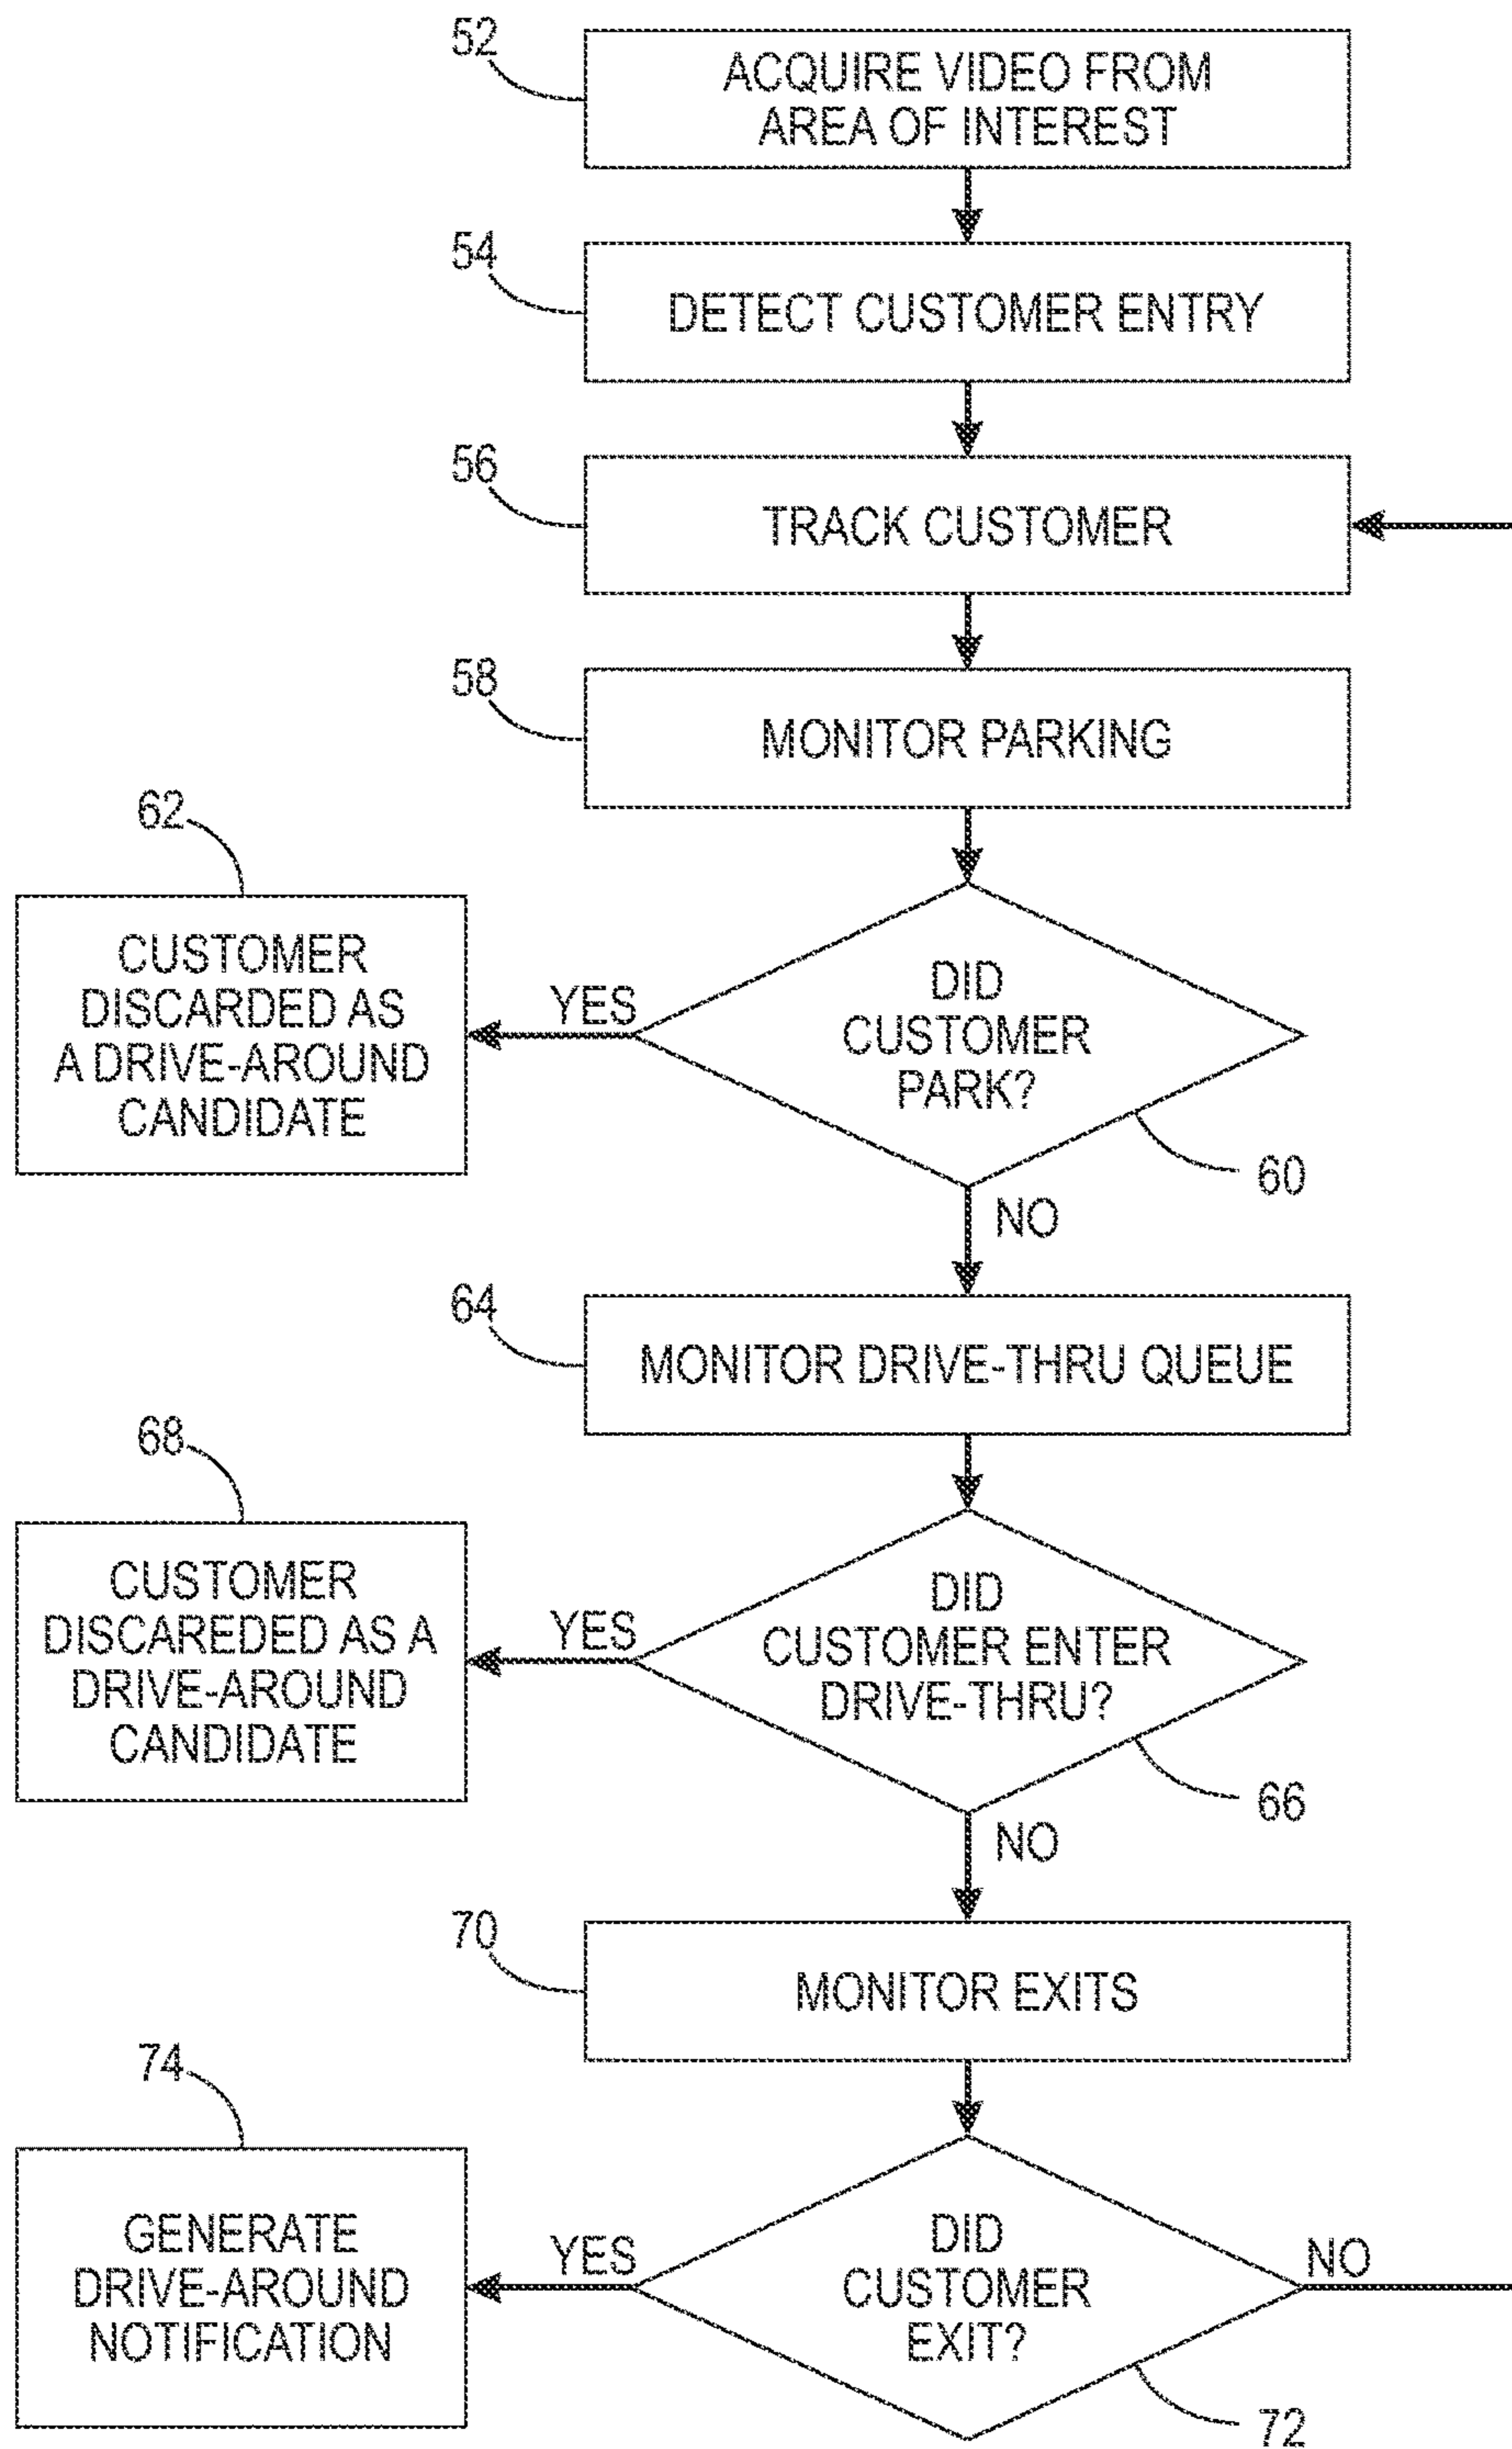 52
ACQUIRE VIDEO FROM
AREA OF INTEREST
54
DETECT CUSTOMER ENTRY
56
TRACK CUSTOMER
58
MONITOR PARKING
62
CUSTOMER
DISCARDED AS
A DRIVE-AROUND
CANDIDATE
YES
DID
CUSTOMER
PARK?
60
NO
64
MONITOR DRIVE-THRU QUEUE
68
CUSTOMER
DISCAREDED AS A
DRIVE-AROUND
CANDIDATE
YES
DID
CUSTOMER ENTER
DRIVE-THRU?
66
NO
70
MONITOR EXITS
74
GENERATE
DRIVE-AROUND
NOTIFICATION
YES
DID
CUSTOMER
EXIT?
NO
72